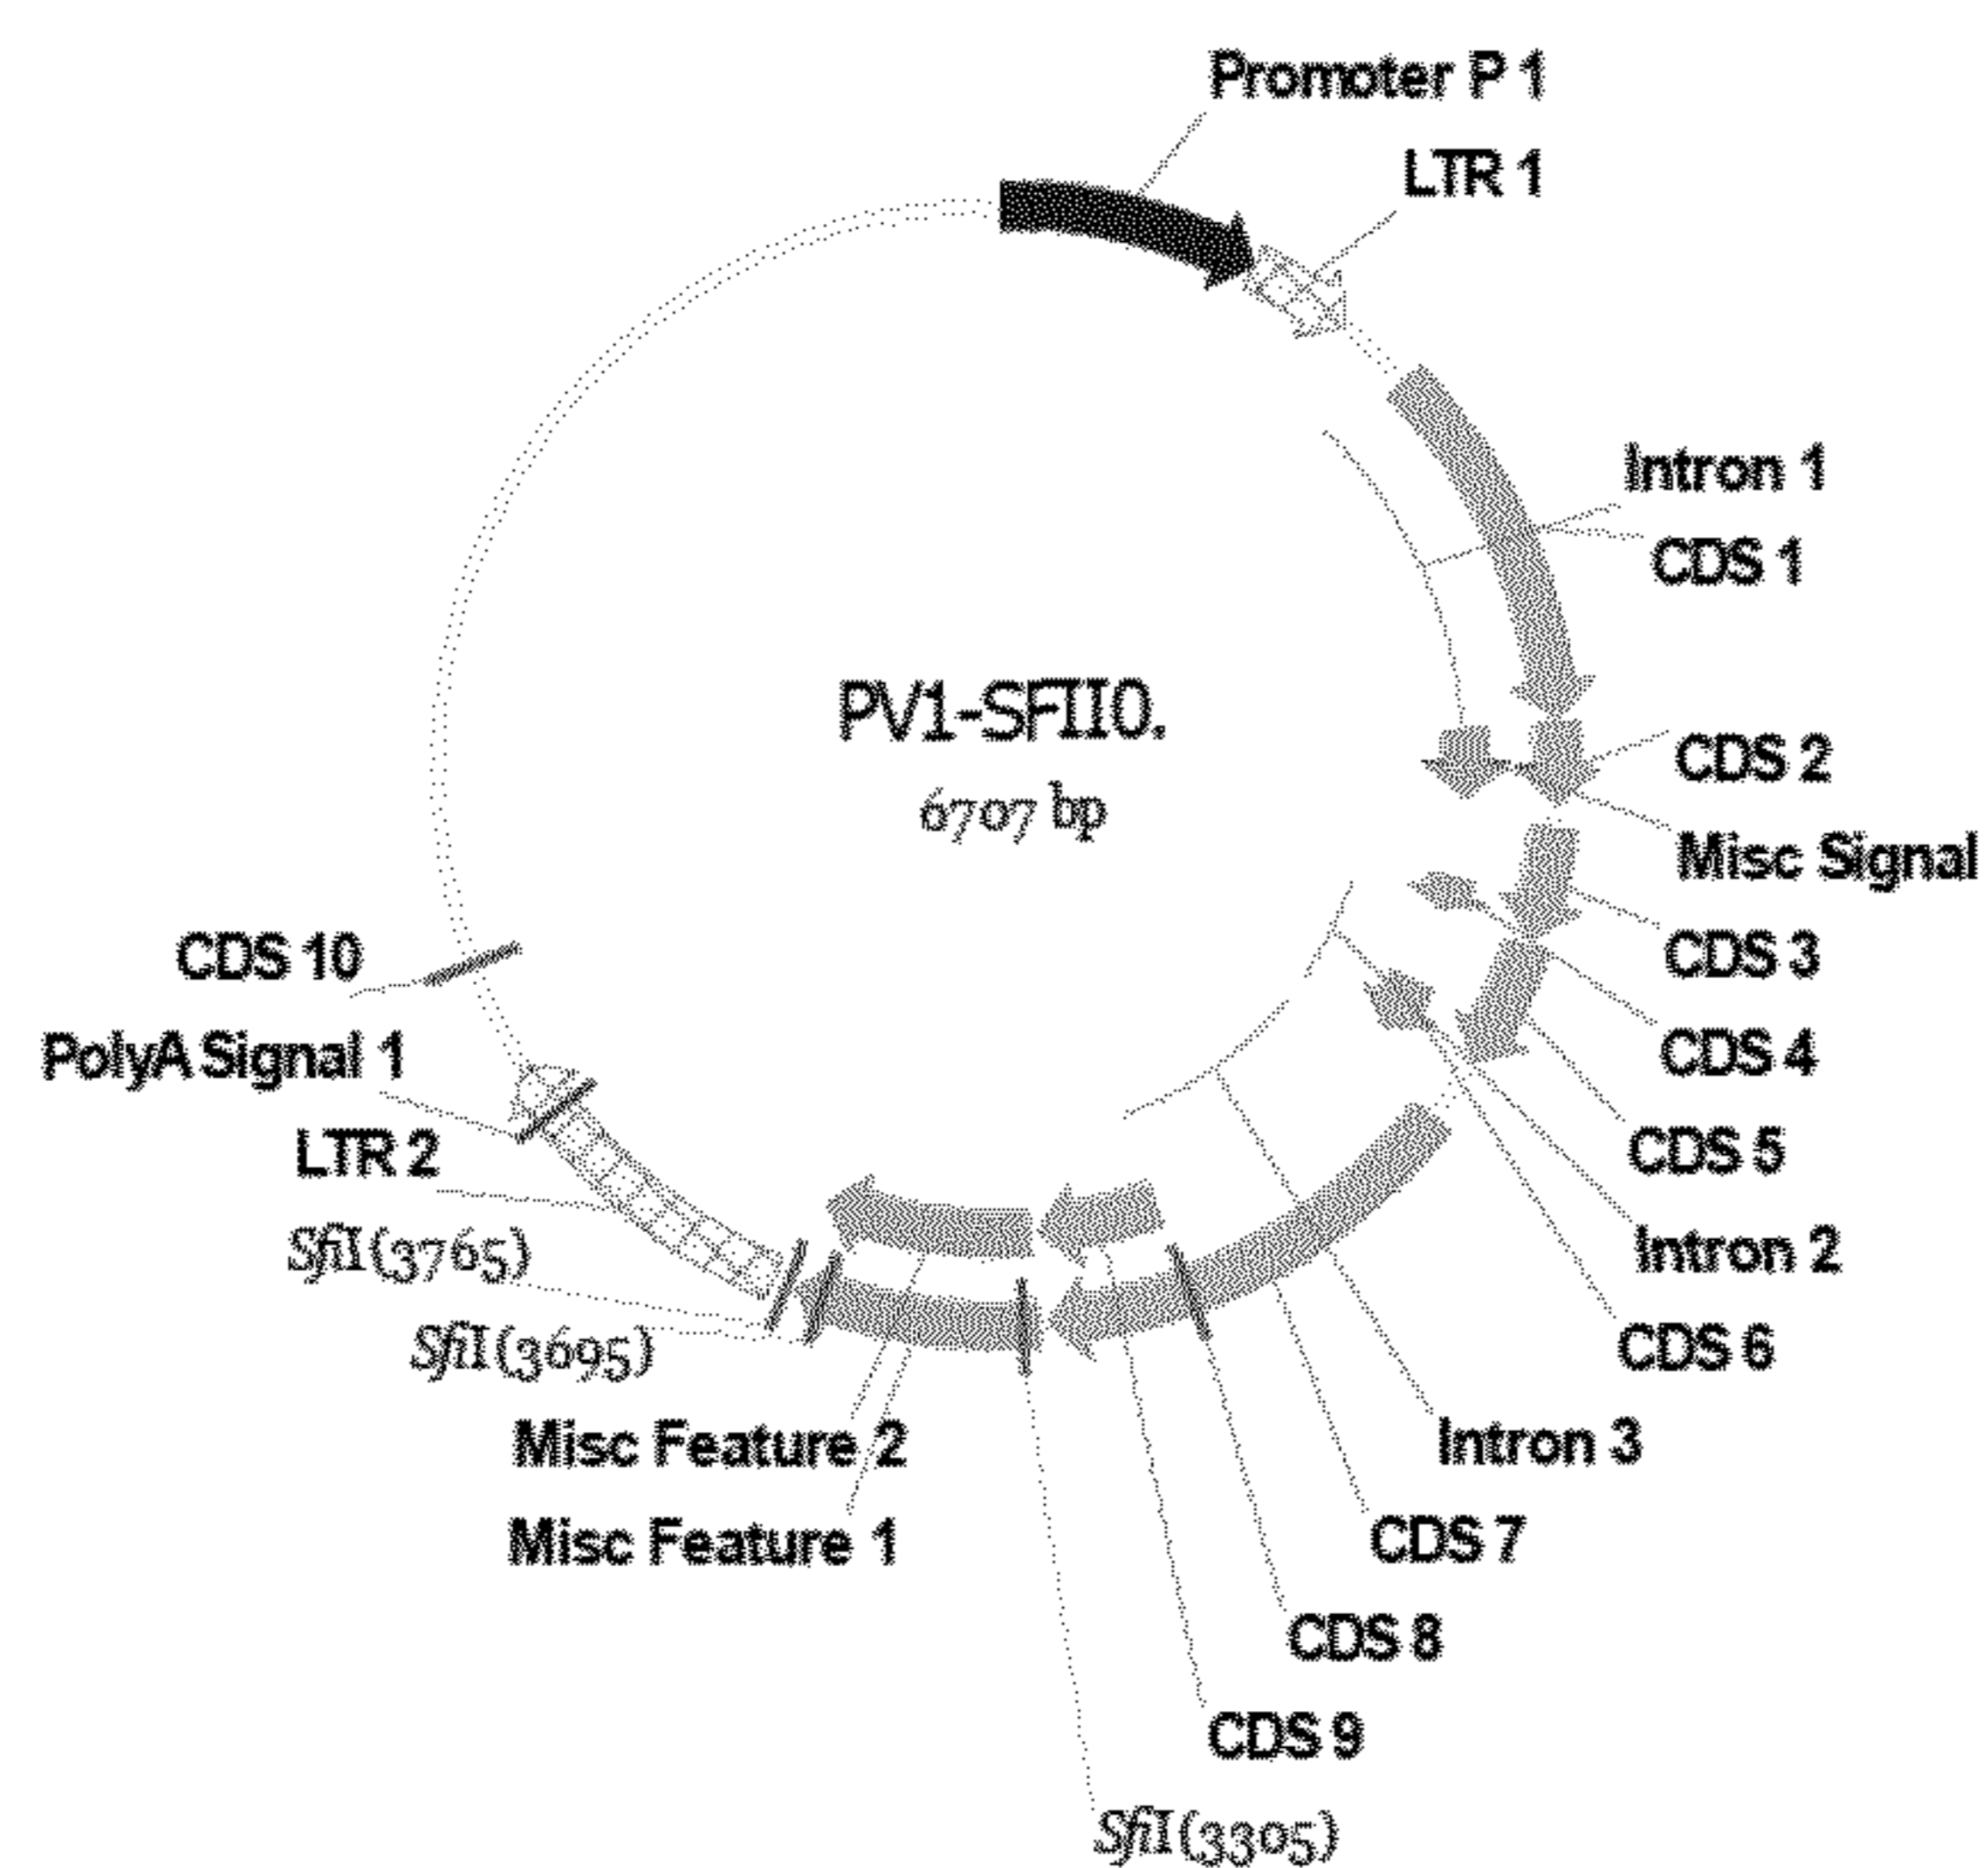 Promoter P 1
LTR 1
Intron 1
CDS 1
PV1-SFII0.
6707 bp
CDS 2
Misc Signal
CDS 3
CDS 10
CDS 4
PolyA Signal 1
CDS 5
LTR 2
SfiI (3765)
Intron 2
SfiI (3695)
CDS 6
Misc Feature 2
Intron 3
Misc Feature 1
CDS 7
CDS 8
CDS 9
SfiI (3305)